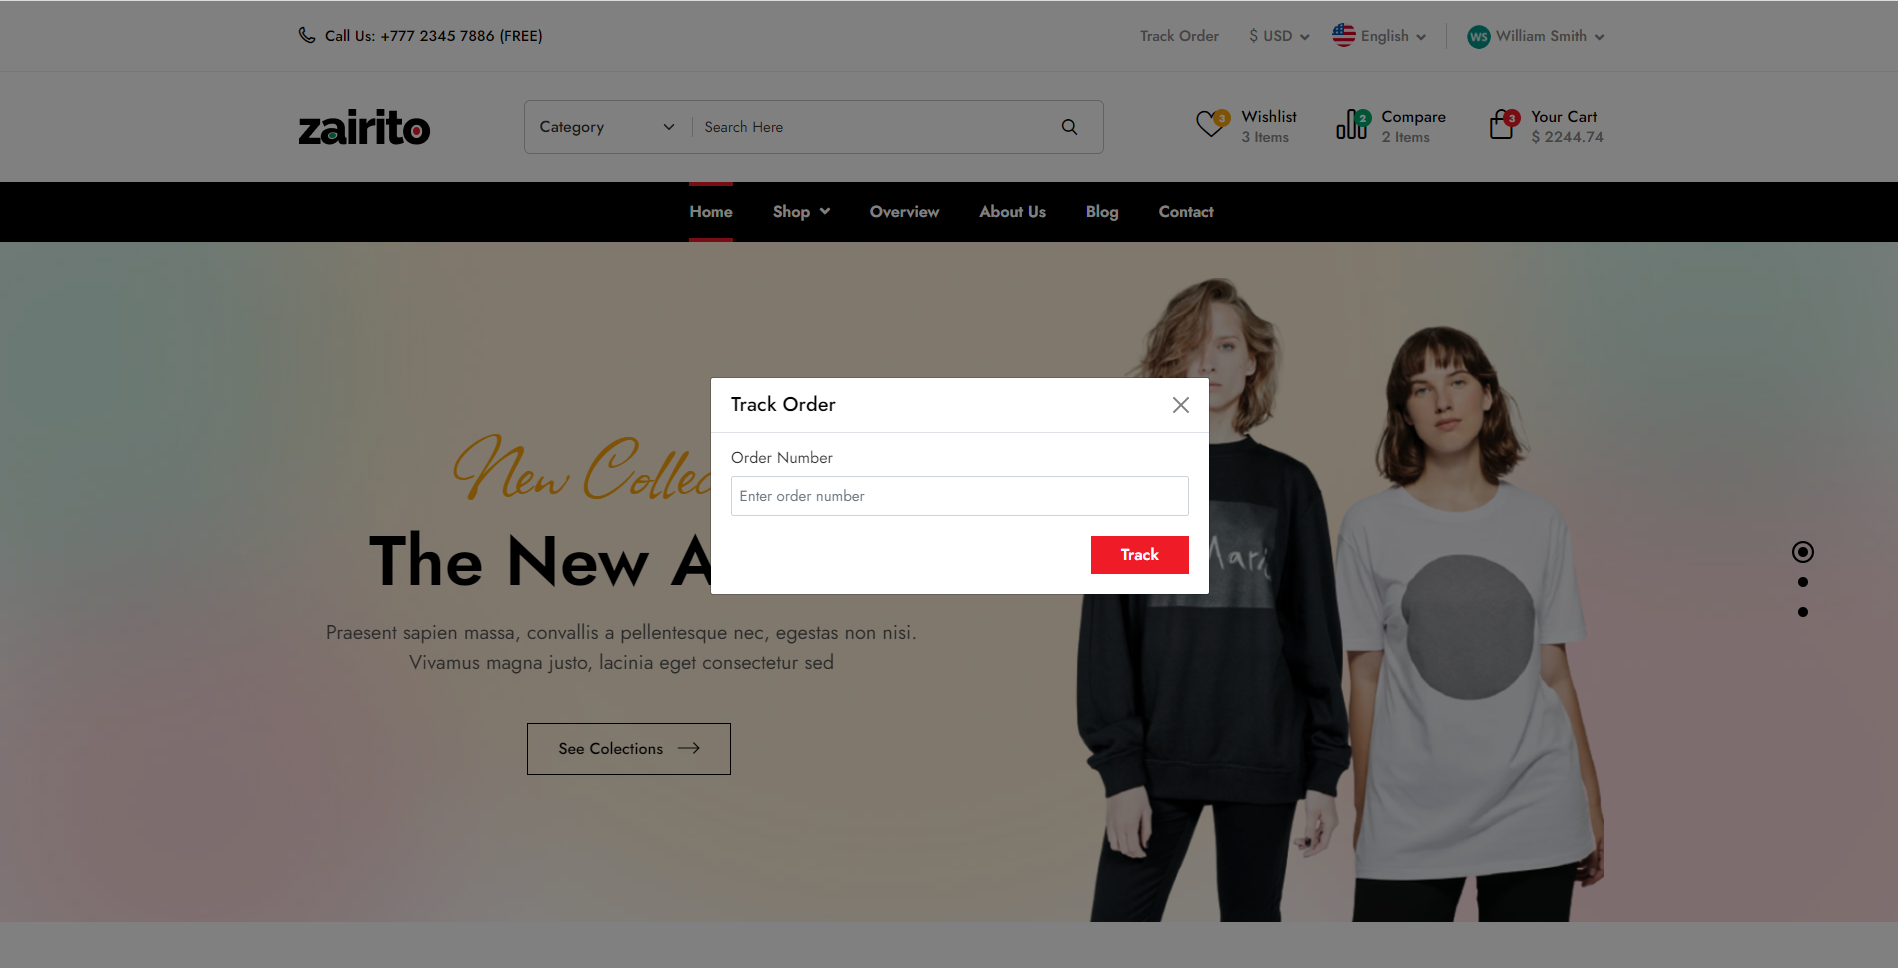 Call Us: +777 2345 7886 (FREE)
Track Order
$ USD
English
WS
William Smith
zairito
Category
Search Here
3
Wishlist
3 Items
2
Compare
2 Items
3
Your Cart
$ 2244.74
Home
Shop
Overview
About Us
Blog
Contact
Track Order
Order Number
Enter order number
Track
New Collec
The New A
Praesent sapien massa, convallis a pellentesque nec, egestas non nisi.
Vivamus magna justo, lacinia eget consectetur sed
See Colections
Mari